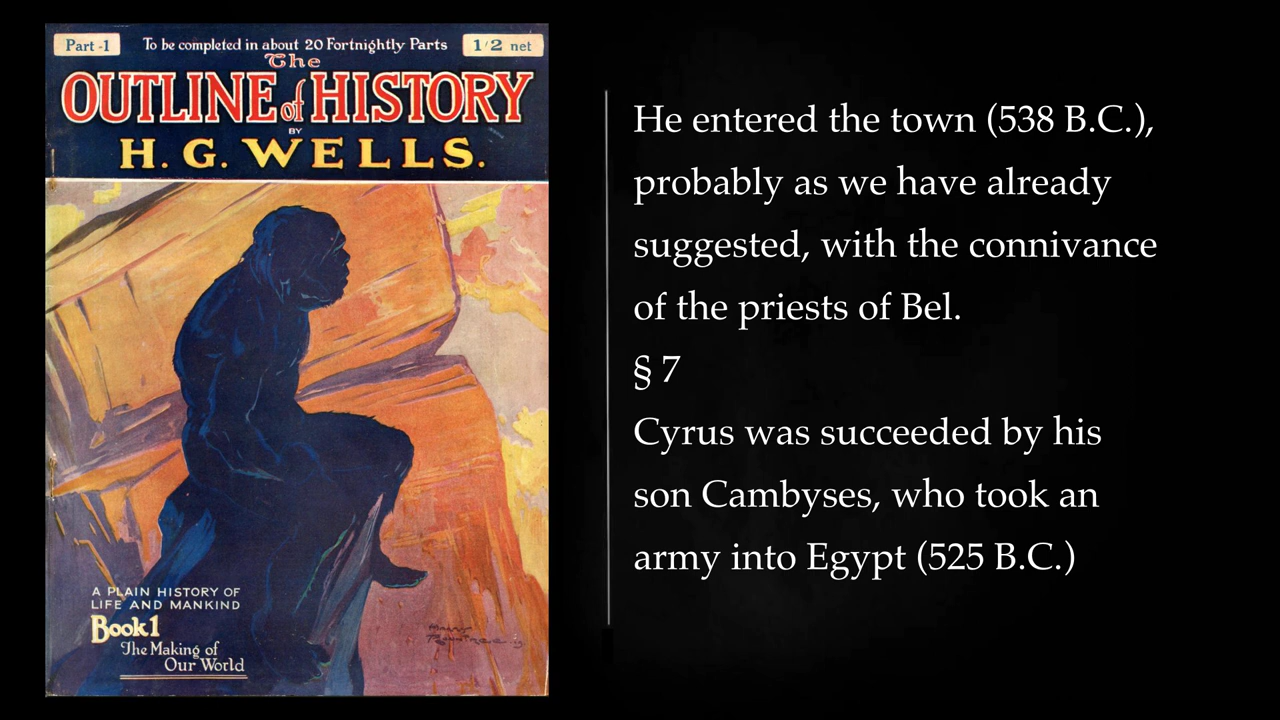 Part -1
To be completed in about 20 Fortnightly Parts
1/2 net
The
OUTLINE of HISTORY
BY
H. G. WELLS.
A PLAIN HISTORY OF
LIFE AND MANKIND
Book 1
The Making of
Our World
He entered the town (538 B.C.),
probably as we have already
suggested, with the connivance
of the priests of Bel.
§ 7
Cyrus was succeeded by his
son Cambyses, who took an
army into Egypt (525 B.C.)